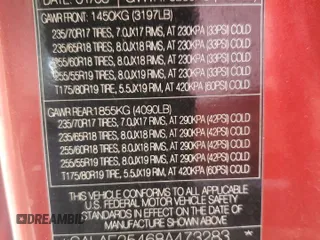 GAWR FRONT: 1450KG (3197LB)
235/70R17 TIRES, 7.0JX17 RIMS, AT 230KPA (33PSI) COLD
235/65R18 TIRES, 8.0JX18 RIMS, AT 230KPA (33PSI) COLD
255/60R18 TIRES, 8.0JX18 RIMS, AT 230KPA (33PSI) COLD
255/55R19 TIRES, 8.0JX19 RIMS, AT 230KPA (33PSI) COLD
T175/80R19 TIRE, 5.5JX19 RIM, AT 420KPA (60PSI) COLD
GAWR REAR: 1855KG (4090LB)
235/70R17 TIRES, 7.0JX17 RIMS, AT 290KPA (42PSI) COLD
235/65R18 TIRES, 8.0JX18 RIMS, AT 290KPA (42PSI) COLD
255/60R18 TIRES, 8.0JX18 RIMS, AT 290KPA (42PSI) COLD
255/55R19 TIRES, 8.0JX19 RIMS, AT 290KPA (42PSI) COLD
T175/80R19 TIRE, 5.5JX19 RIM, AT 420KPA (60PSI) COLD
THIS VEHICLE CONFORMS TO ALL APPLICABLE
U.S. FEDERAL MOTOR VEHICLE SAFETY
STANDARDS IN EFFECT ON THE DATE OF
MANUFACTURE SHOWN ABOVE
DREAMBID